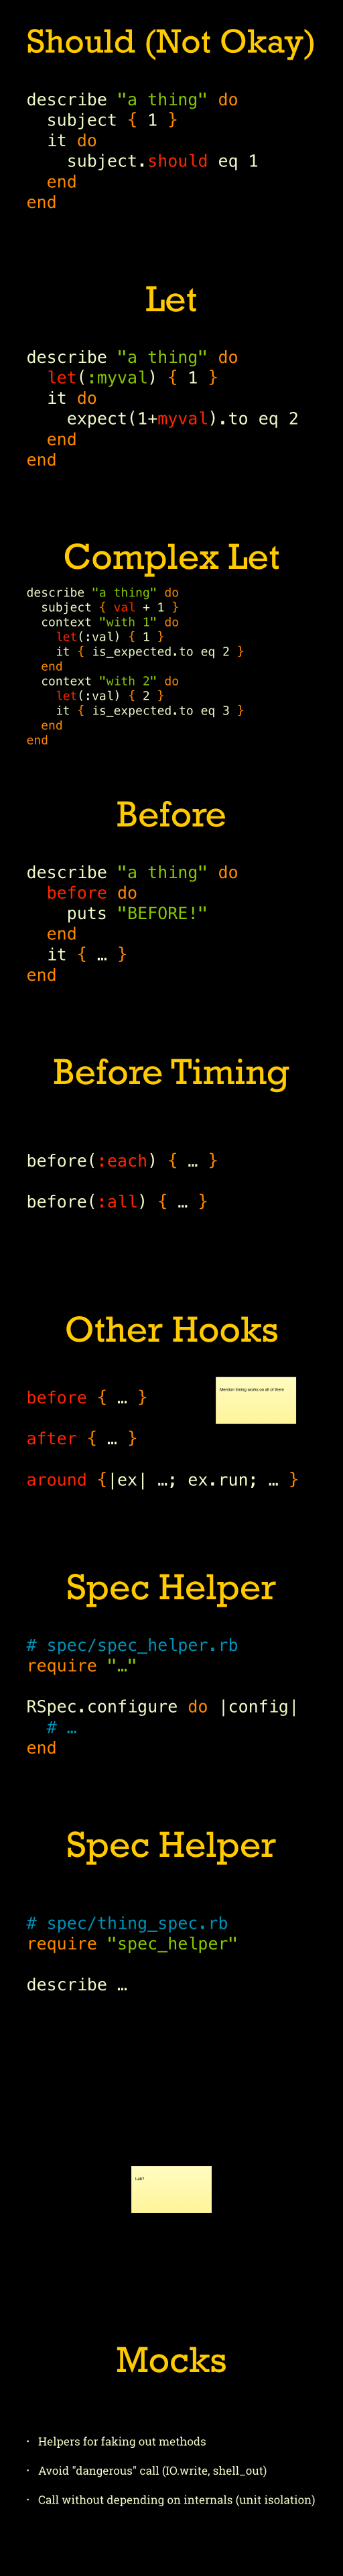 Should (Not Okay)
describe "a thing" do
  subject { 1 }
  it do
    subject.should eq 1
  end
end
Let
describe "a thing" do
  let(:myval) { 1 }
  it do
    expect(1+myval).to eq 2
  end
end
Complex Let
describe "a thing" do
  subject { val + 1 }
  context "with 1" do
    let(:val) { 1 }
    it { is_expected.to eq 2 }
  end
  context "with 2" do
    let(:val) { 2 }
    it { is_expected.to eq 3 }
  end
end
Before
describe "a thing" do
  before do
    puts "BEFORE!"
  end
  it { … }
end
Before Timing
before(:each) { … }
before(:all) { … }
Other Hooks
Mention timing works on all of them
before { … }
after { … }
around {|ex| …; ex.run; … }
Spec Helper
# spec/spec_helper.rb
require "…"
RSpec.configure do |config|
  # …
end
Spec Helper
# spec/thing_spec.rb
require "spec_helper"
describe …
Lab!
Mocks
• Helpers for faking out methods
• Avoid "dangerous" call (IO.write, shell_out)
• Call without depending on internals (unit isolation)